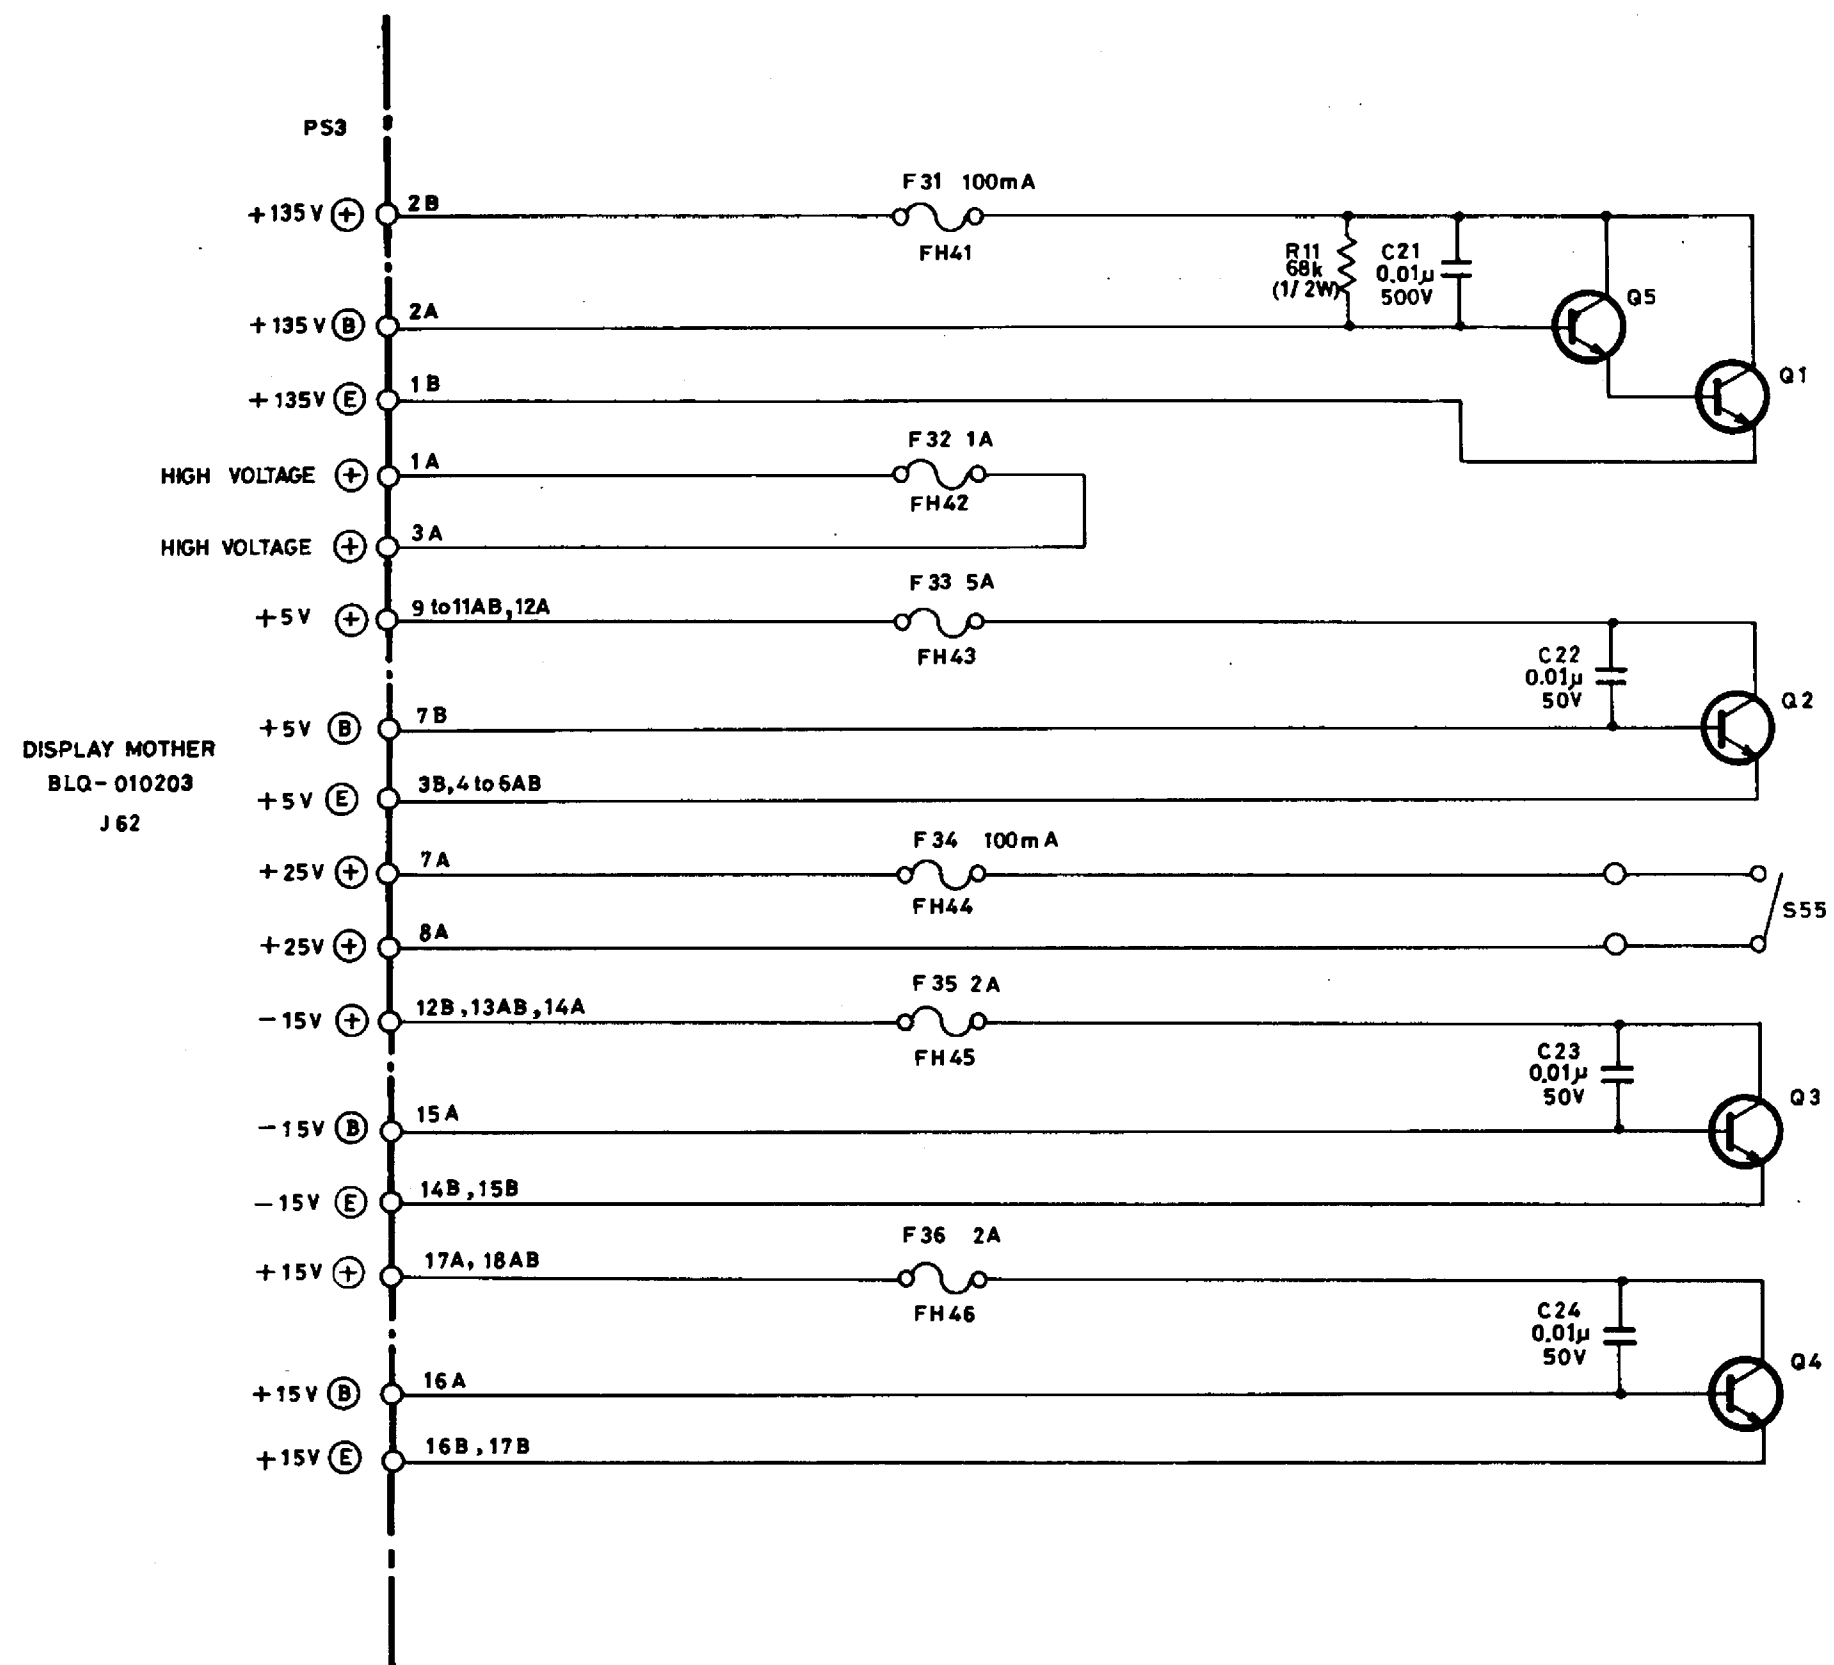 PS3
F31 100mA
+135V (+) 2B
FH41
R11
68k
(1/2W)
C21
0.01μ
500V
Q5
+135V (B) 2A
Q1
+135V (E) 1B
F32 1A
HIGH VOLTAGE (+) 1A
FH42
HIGH VOLTAGE (+) 3A
F33 5A
+5V (+) 9 to 11AB, 12A
FH43
C22
0.01μ
50V
Q2
+5V (B) 7B
DISPLAY MOTHER
BLQ-010203
J62
+5V (E) 3B, 4 to 6AB
F34 100mA
+25V (+) 7A
FH44
S55
+25V (+) 8A
F35 2A
-15V (+) 12B, 13AB, 14A
FH45
C23
0.01μ
50V
Q3
-15V (B) 15A
-15V (E) 14B, 15B
F36 2A
+15V (+) 17A, 18AB
FH46
C24
0.01μ
50V
Q4
+15V (B) 16A
+15V (E) 16B, 17B